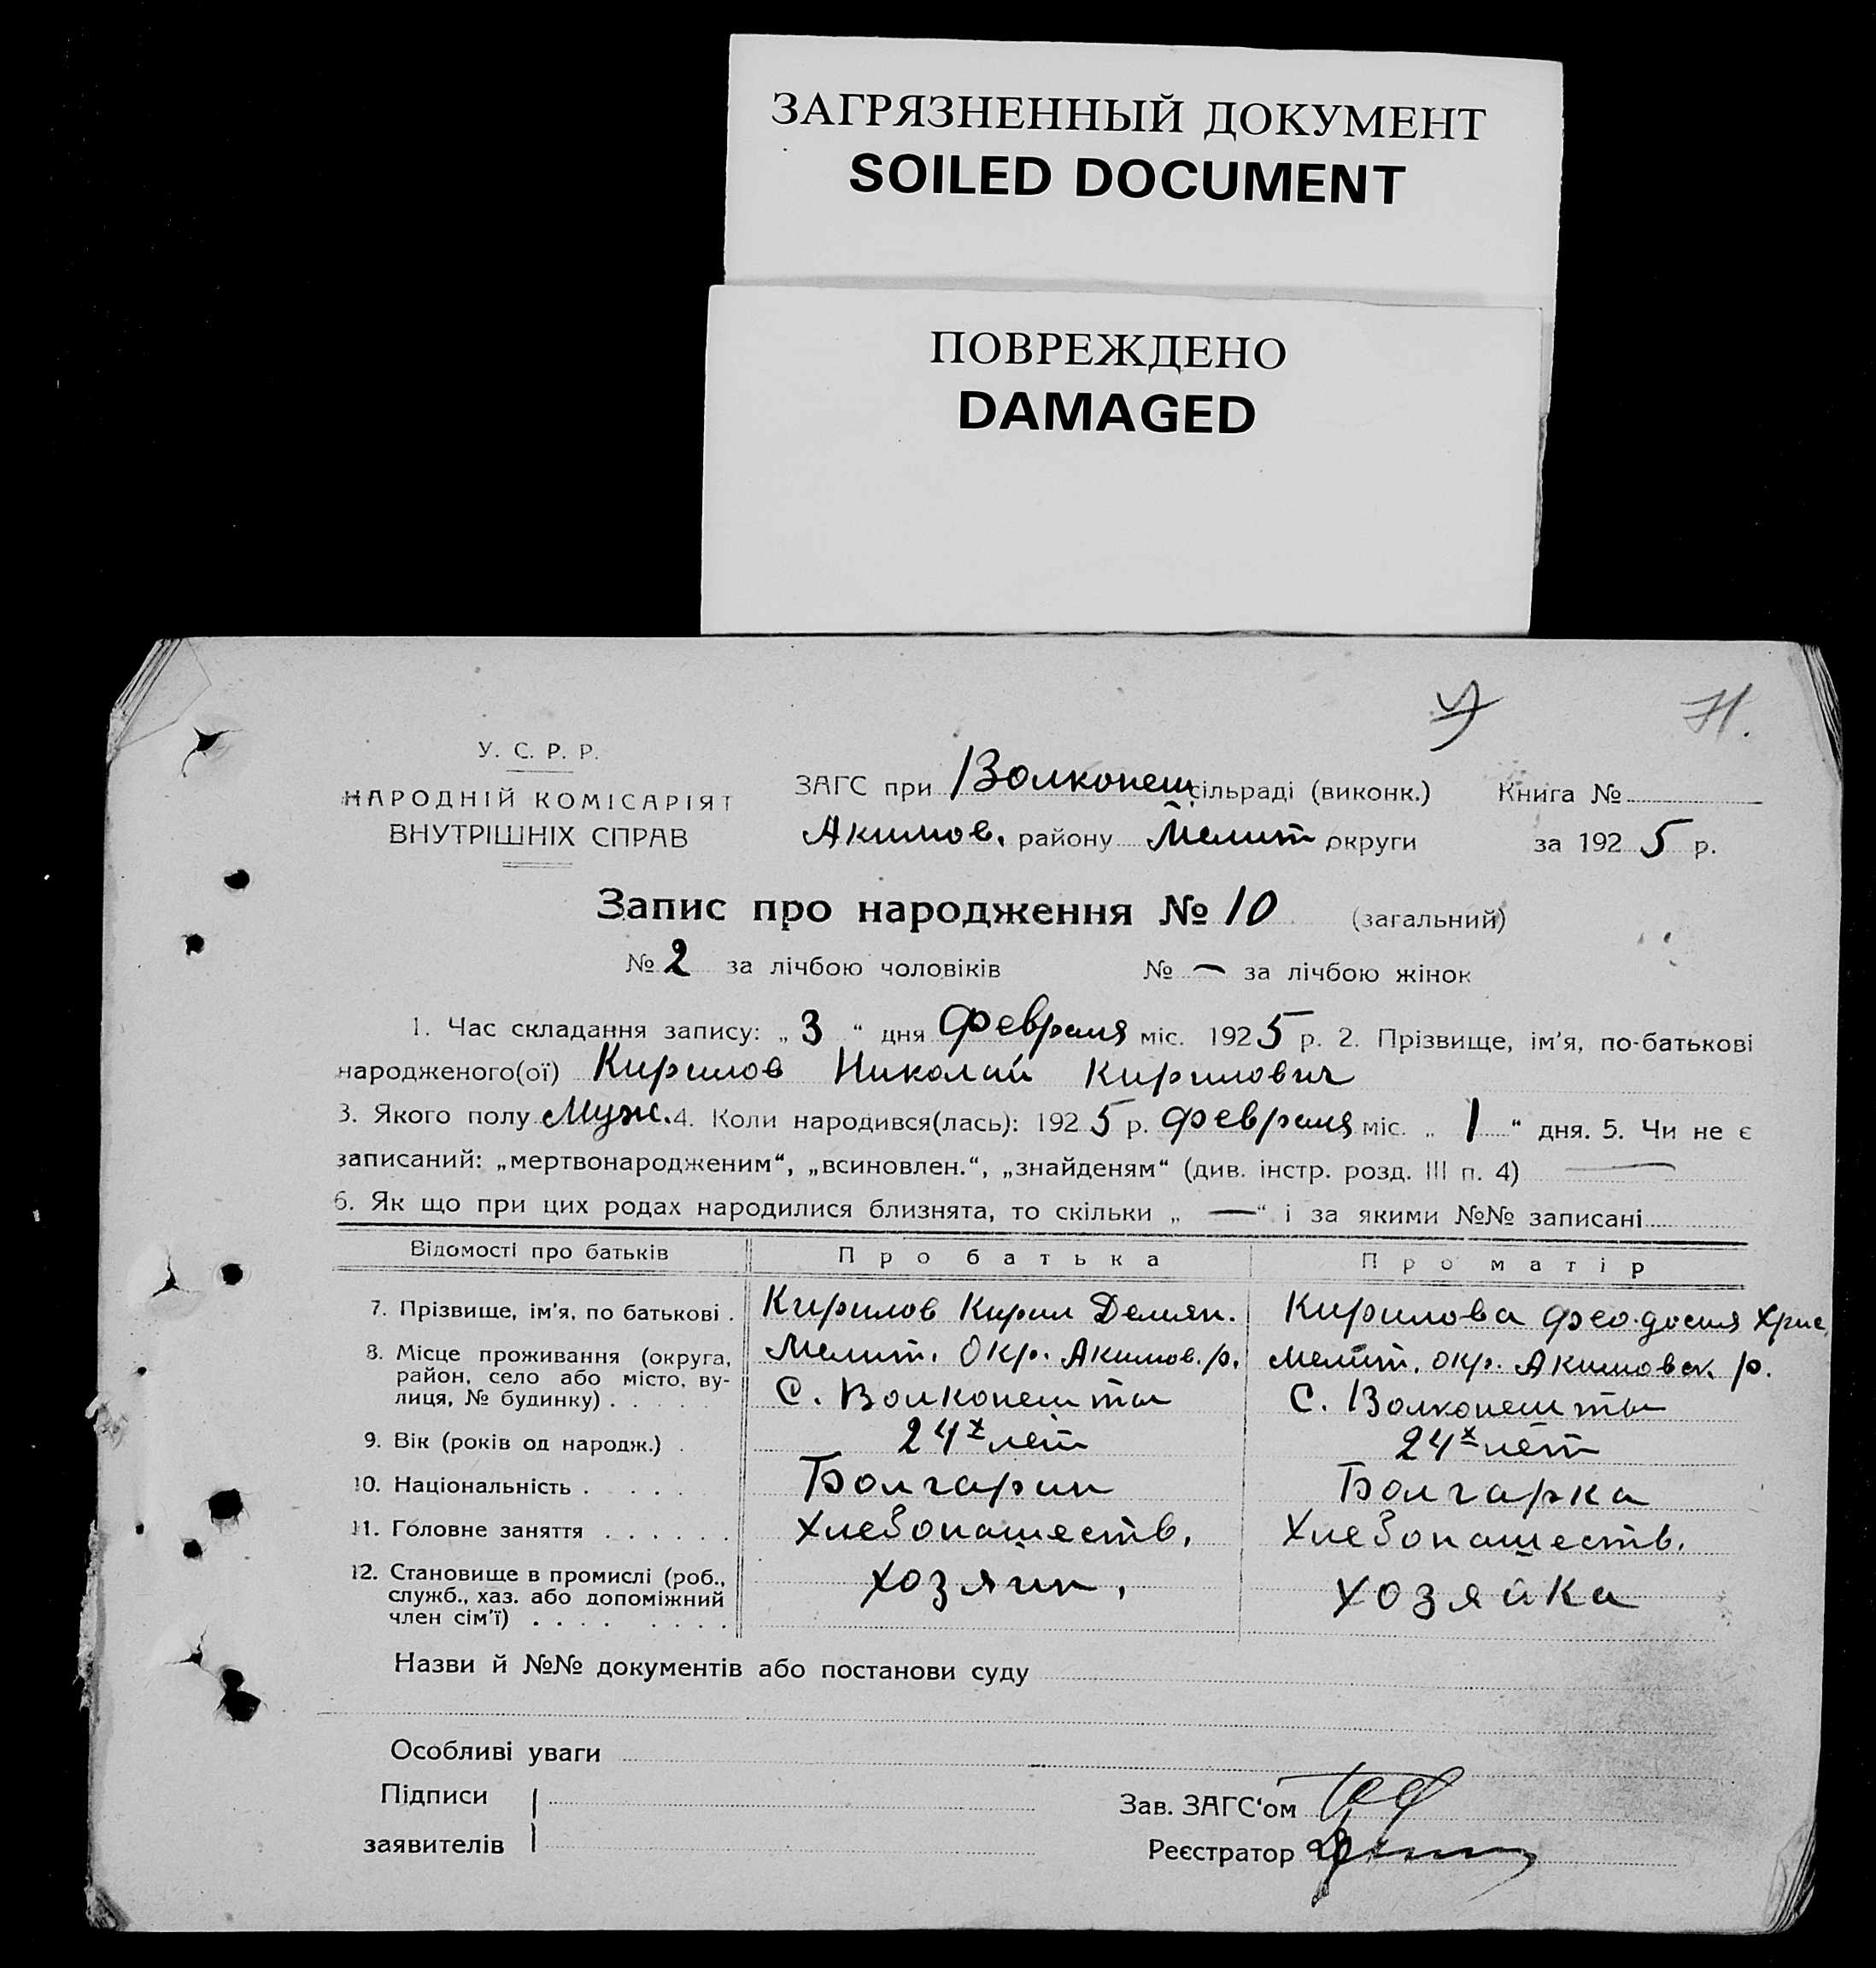 ЗАГРЯЗНЕННЫЙ ДОКУМЕНТ
SOILED DOCUMENT
ПОВРЕЖДЕНО
DAMAGED
71.
У. С. Р. Р.
НАРОДНІЙ КОМІСАРІЯТ
ВНУТРІШНІХ СПРАВ
ЗАГС при Волконеш сільраді (виконк.) Книга №
Акимов. району Мелит округи за 1925 р.
Запис про народження № 10 (загальний)
№ 2 за лічбою чоловіків № — за лічбою жінок
1. Час складання запису: „ 3 “ дня Февраля міс. 1925 р. 2. Прізвище, ім’я, по-батькові
народженого(ої) Кирилов Николай Кирилович
3. Якого полу Муж. 4. Коли народився(лась): 1925 р. Февраля міс. „ 1 “ дня. 5. Чи не є
записаний: „мертвонародженим“, „всиновлен.“, „знайденям“ (див. інстр. розд. III п. 4) —
6. Як що при цих родах народилися близнята, то скільки „ — “ і за якими №№ записані
Відомості про батьків Про батька Про матір
7. Прізвище, ім’я, по батькові . Кирилов Кирил Демян. Кирилова Феодосия Хрис.
8. Місце проживання (округа, район, село або місто, вулиця, № будинку) . . . . . Мелит. Окр. Акимов. р. С. Волконешты Мелит. окр. Акимовск. р. С. Волконешты
9. Вік (років од народж.) . 24х лет 24х лет
10. Національність . . . . Болгарин Болгарка
11. Головне заняття . . . . . . Хлебопашеств. Хлебопашеств.
12. Становище в промислі (роб., служб., хаз. або допоміжний член сім’ї) . . . . . . . . хозяин. хозяйка
Назви й №№ документів або постанови суду
Особливі уваги
Підписи
заявителів
Зав. ЗАГС‘ом
Реєстратор